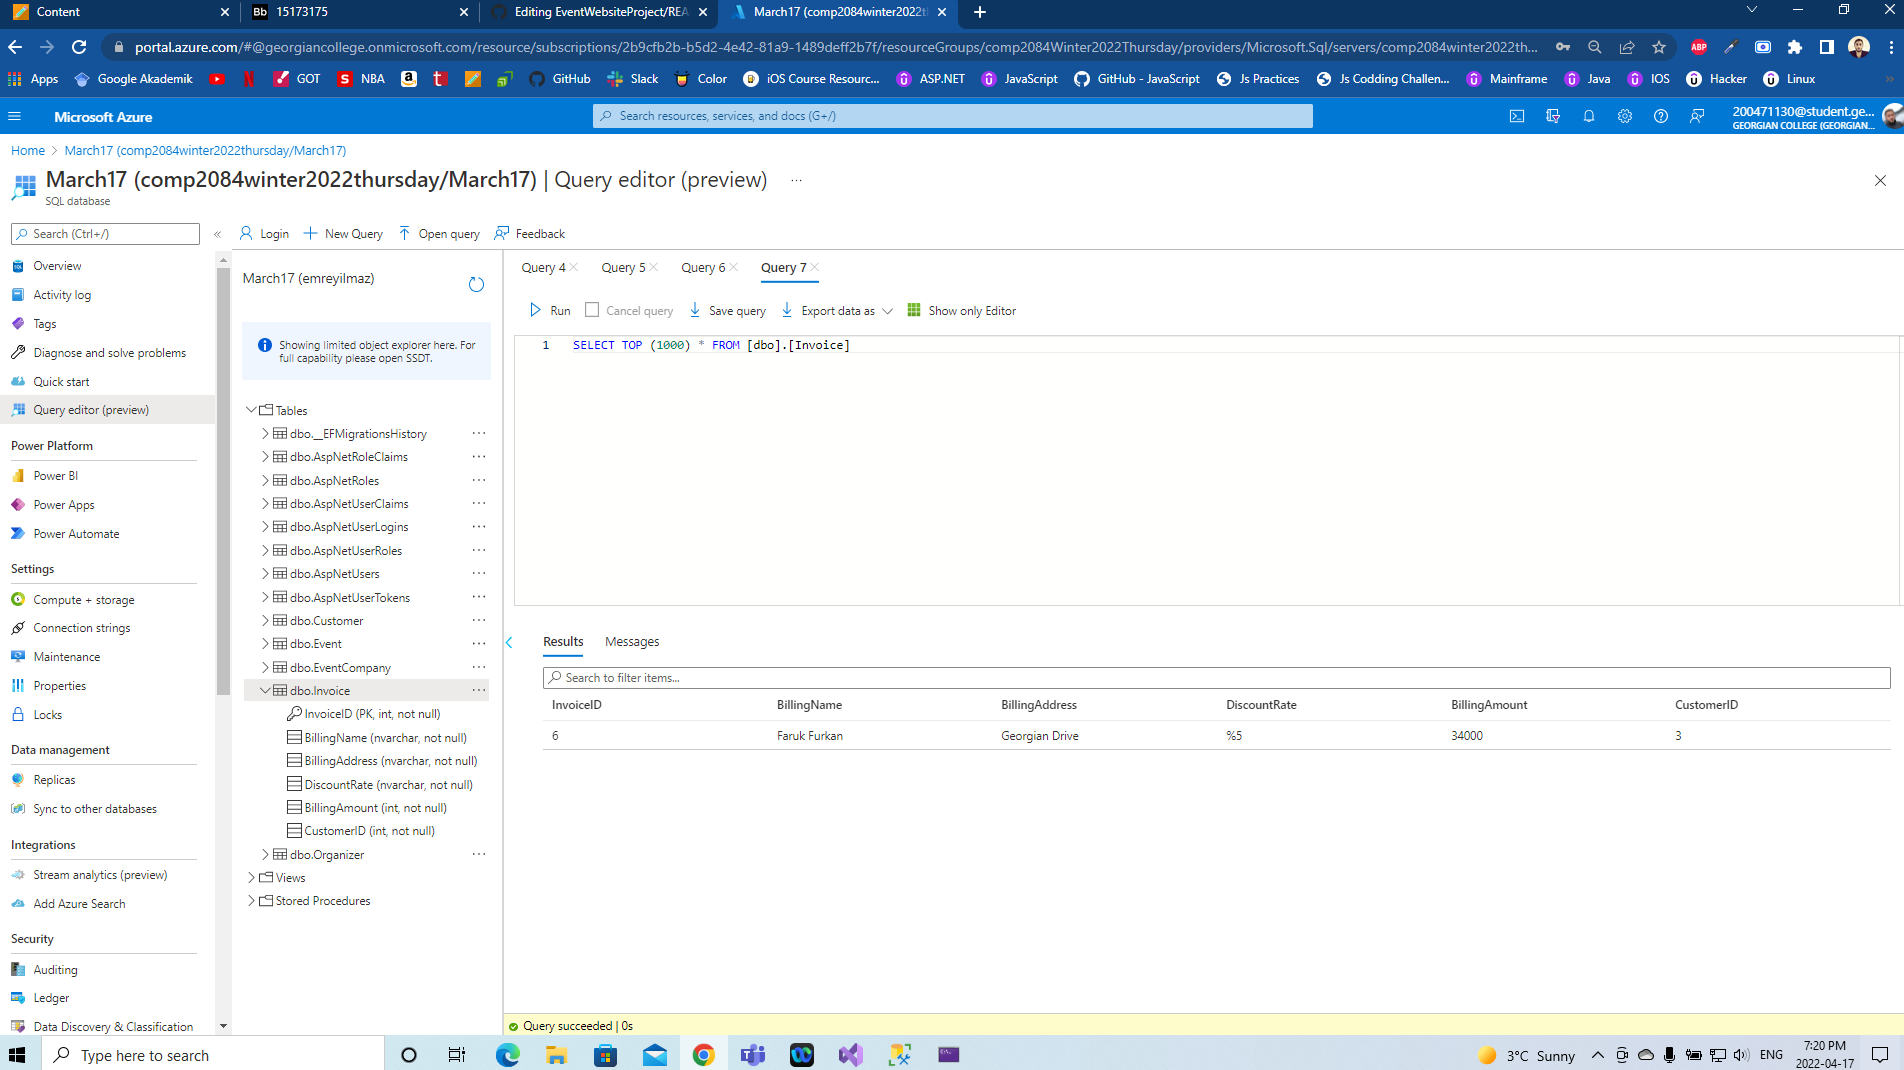 Content
Bb 15173175
Editing EventWebsiteProject/REA
March17 (comp2084winter2022th
portal.azure.com/#@georgiancollege.onmicrosoft.com/resource/subscriptions/2b9cfb2b-b5d2-4e42-81a9-1489deff2b7f/resourceGroups/comp2084Winter2022Thursday/providers/Microsoft.Sql/servers/comp2084winter2022th...
ABP
Apps
Google Akademik
GOT
NBA
GitHub
Slack
Color
iOS Course Resourc...
ASP.NET
JavaScript
GitHub - JavaScript
Js Practices
Js Codding Challen...
Mainframe
Java
IOS
Hacker
Linux
Microsoft Azure
Search resources, services, and docs (G+/)
200471130@student.ge...
GEORGIAN COLLEGE (GEORGIAN...
Home > March17 (comp2084winter2022thursday/March17)
March17 (comp2084winter2022thursday/March17) | Query editor (preview) ...
SQL database
Search (Ctrl+/)
«
Login
New Query
Open query
Feedback
Overview
Activity log
Tags
Diagnose and solve problems
Quick start
Query editor (preview)
Power Platform
Power BI
Power Apps
Power Automate
Settings
Compute + storage
Connection strings
Maintenance
Properties
Locks
Data management
Replicas
Sync to other databases
Integrations
Stream analytics (preview)
Add Azure Search
Security
Auditing
Ledger
Data Discovery & Classification
March17 (emreyilmaz)
Showing limited object explorer here. For
full capability please open SSDT.
Tables
dbo.__EFMigrationsHistory
dbo.AspNetRoleClaims
dbo.AspNetRoles
dbo.AspNetUserClaims
dbo.AspNetUserLogins
dbo.AspNetUserRoles
dbo.AspNetUsers
dbo.AspNetUserTokens
dbo.Customer
dbo.Event
dbo.EventCompany
dbo.Invoice
InvoiceID (PK, int, not null)
BillingName (nvarchar, not null)
BillingAddress (nvarchar, not null)
DiscountRate (nvarchar, not null)
BillingAmount (int, not null)
CustomerID (int, not null)
dbo.Organizer
Views
Stored Procedures
Query 4
Query 5
Query 6
Query 7
Run
Cancel query
Save query
Export data as
Show only Editor
1 SELECT TOP (1000) * FROM [dbo].[Invoice]
Results
Messages
Search to filter items...
InvoiceID BillingName BillingAddress DiscountRate BillingAmount CustomerID
6 Faruk Furkan Georgian Drive %5 34000 3
Query succeeded | 0s
Type here to search
3°C Sunny
ENG
7:20 PM
2022-04-17